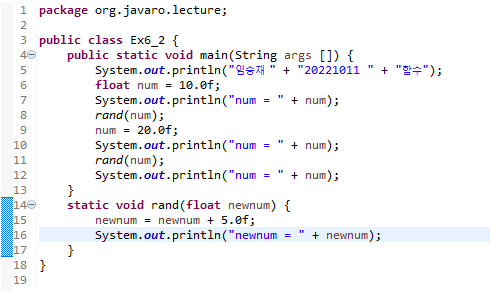 1 package org.javaro.lecture;
2
3 public class Ex6_2 {
4 public static void main(String args []) {
5 System.out.println("임승재 " + "20221011 " + "함수");
6 float num = 10.0f;
7 System.out.println("num = " + num);
8 rand(num);
9 num = 20.0f;
10 System.out.println("num = " + num);
11 rand(num);
12 System.out.println("num = " + num);
13 }
14 static void rand(float newnum) {
15 newnum = newnum + 5.0f;
16 System.out.println("newnum = " + newnum);
17 }
18 }
19